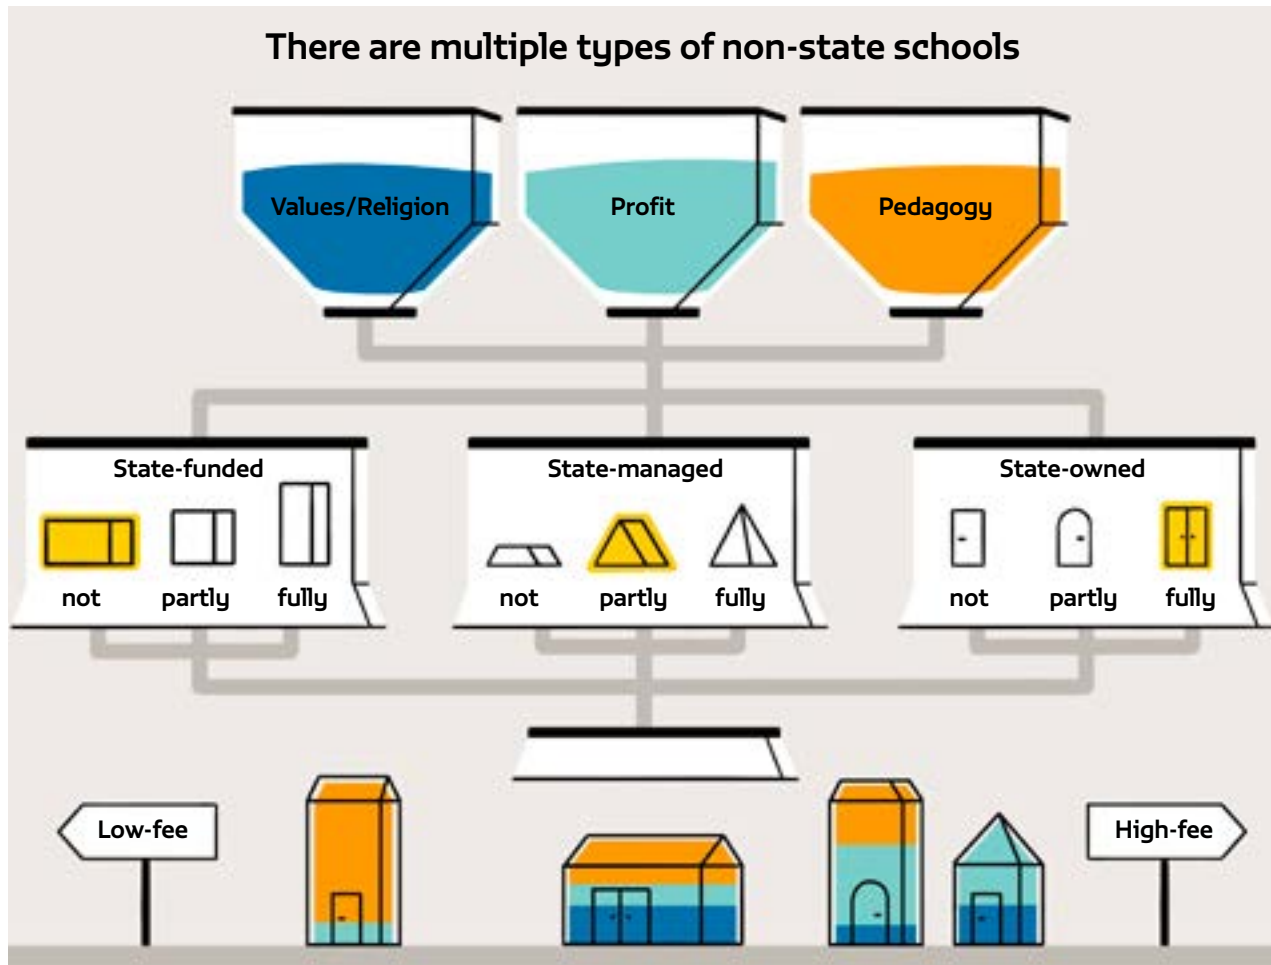 There are multiple types of non-state schools
Values/Religion
Profit
Pedagogy
State-funded
not
partly
fully
State-managed
not
partly
fully
State-owned
not
partly
fully
Low-fee
High-fee